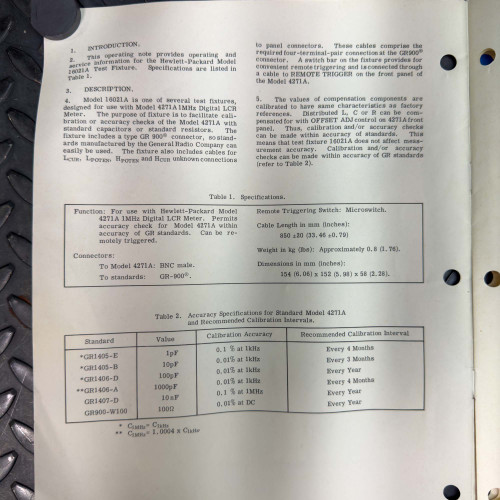 1. INTRODUCTION.
2. This operating note provides operating and
service information for the Hewlett-Packard Model
16021A Test Fixture. Specifications are listed in
Table 1.
3. DESCRIPTION.
4. Model 16021A is one of several test fixtures,
designed for use with Model 4271A 1MHz Digital LCR
Meter. The purpose of fixture is to facilitate cali-
bration or accuracy checks of the Model 4271A with
standard capacitors or standard resistors. The
fixture includes a type GR 900® connector, so stand-
ards manufactured by the General Radio Company can
easily be used. The fixture also includes cables for
LCUR, LPOTEN, HPOTEN and HCUR unknown connections
to panel connectors. These cables comprise the
required four-terminal-pair connection at the GR900®
connector. A switch bar on the fixture provides for
convenient remote triggering and is connected through
a cable to REMOTE TRIGGER on the front panel of
the Model 4271A.
5. The values of compensation components are
calibrated to have same characteristics as factory
references. Distributed L, C or R can be com-
pensated for with OFFSET ADJ control on 4271A front
panel. Thus, calibration and/or accuracy checks
can be made within accuracy of standards. This
means that test fixture 16021A does not affect meas-
urement accuracy. Calibration and/or accuracy
checks can be made within accuracy of GR standards
(refer to Table 2).
Table 1. Specifications.
Function: For use with Hewlett-Packard Model
4271A 1MHz Digital LCR Meter. Permits
accuracy check for Model 4271A within
accuracy of GR standards. Can be re-
motely triggered.
Connectors:
To Model 4271A: BNC male.
To standards: GR-900®.
Remote Triggering Switch: Microswitch.
Cable Length in mm (inches):
850 ±20 (33.46 ±0.79)
Weight in kg (lbs): Approximately 0.8 (1.76).
Dimensions in mm (inches):
154 (6.06) x 152 (5.98) x 58 (2.28).
Table 2. Accuracy Specifications for Standard Model 4271A
and Recommended Calibration Intervals.
Standard Value Calibration Accuracy Recommended Calibration Interval
*GR1405-E 1pF 0.1 % at 1kHz Every 4 Months
*GR1405-B 10pF 0.01% at 1kHz Every 3 Months
*GR1406-D 100pF 0.01% at 1kHz Every Year
**GR1406-A 1000pF 0.01% at 1kHz Every 4 Months
GR1407-D 10nF 0.1 % at 1MHz Every Year
GR900-W100 100Ω 0.01% at DC Every Year
* C1MHz= C1kHz
** C1MHz= 1.0004 x C1kHz